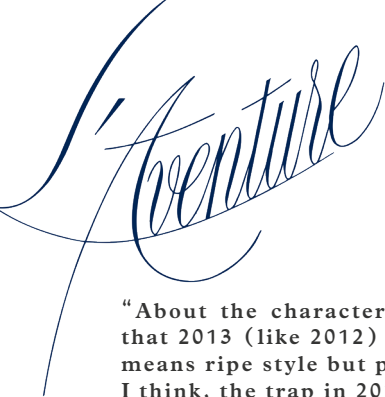 L'Aventure
“About the character
that 2013 (like 2012)
means ripe style but p
I think, the trap in 20